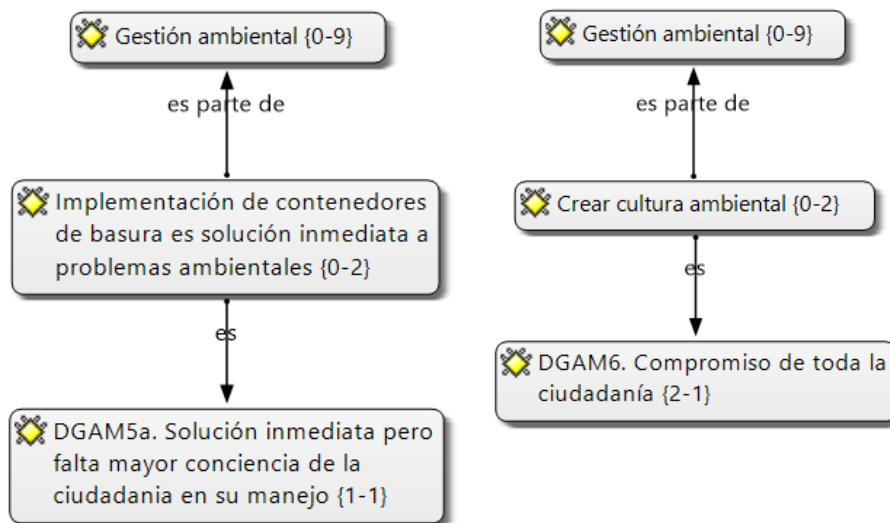 Gestión ambiental {0-9}
es parte de
Implementación de contenedores
de basura es solución inmediata a
problemas ambientales {0-2}
es
DGAM5a. Solución inmediata pero
falta mayor conciencia de la
ciudadania en su manejo {1-1}
Gestión ambiental {0-9}
es parte de
Crear cultura ambiental {0-2}
es
DGAM6. Compromiso de toda la
ciudadanía {2-1}